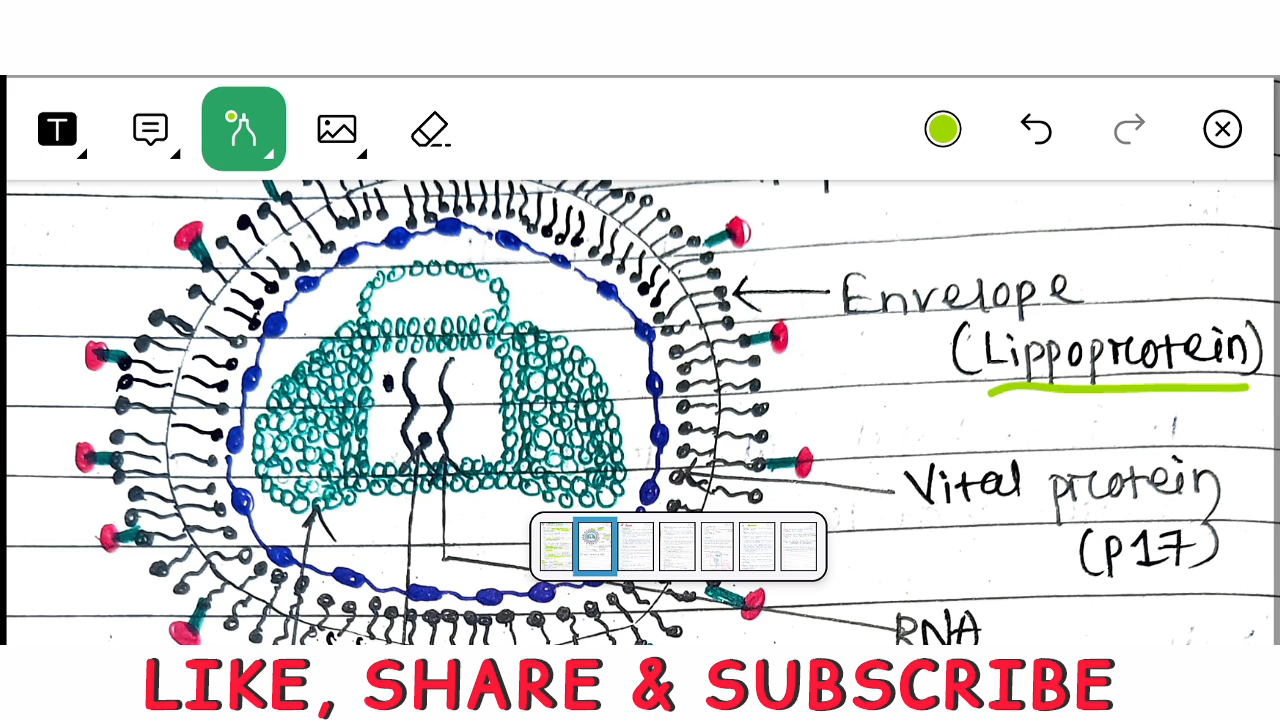 T
Envelope
(Lippoprotein)
Vital protein
(P17)
RNA
LIKE, SHARE & SUBSCRIBE